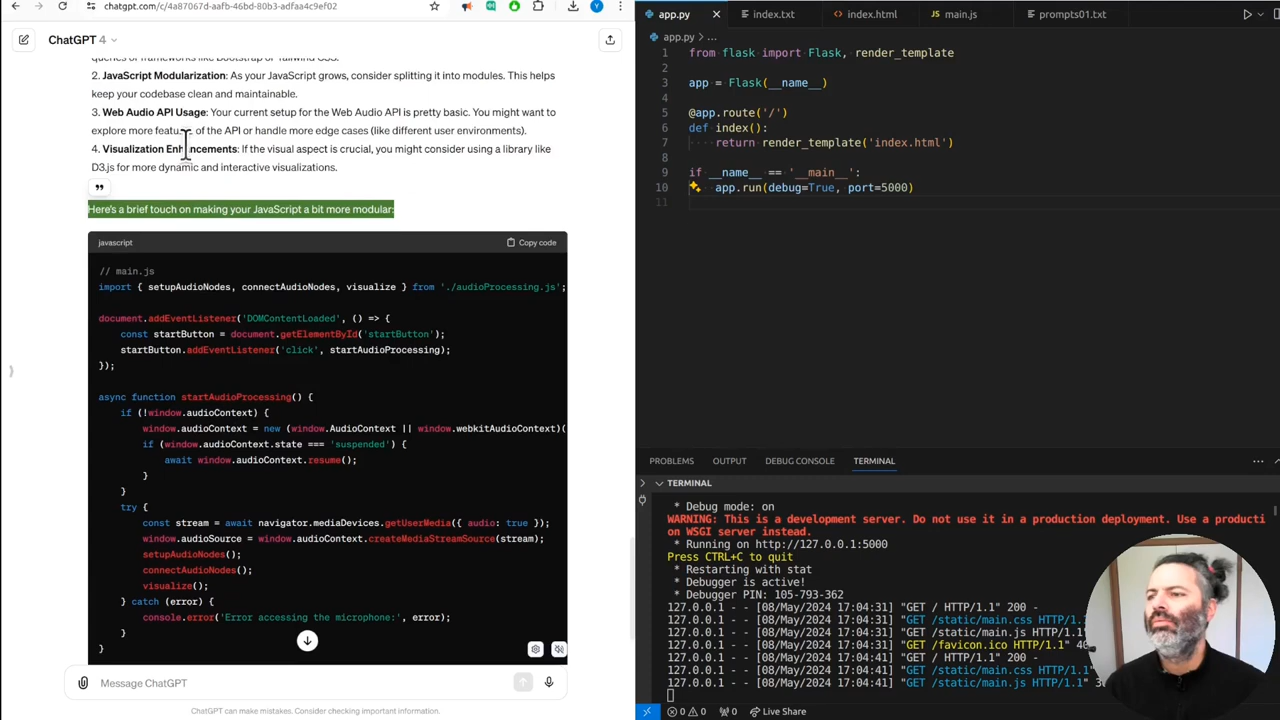 chatgpt.com/c/4a87067d-aafb-46bd-80b3-adfaa4c9ef02
ChatGPT 4
2. JavaScript Modularization: As your JavaScript grows, consider splitting it into modules. This helps
keep your codebase clean and maintainable.
3. Web Audio API Usage: Your current setup for the Web Audio API is pretty basic. You might want to
explore more features of the API or handle more edge cases (like different user environments).
4. Visualization Enhancements: If the visual aspect is crucial, you might consider using a library like
D3.js for more dynamic and interactive visualizations.
Here's a brief touch on making your JavaScript a bit more modular:
javascript
Copy code
// main.js
import { setupAudioNodes, connectAudioNodes, visualize } from './audioProcessing.js';
document.addEventListener('DOMContentLoaded', () => {
const startButton = document.getElementById('startButton');
startButton.addEventListener('click', startAudioProcessing);
});
async function startAudioProcessing() {
if (!window.audioContext) {
window.audioContext = new (window.AudioContext || window.webkitAudioContext)(
if (window.audioContext.state === 'suspended') {
await window.audioContext.resume();
}
}
try {
const stream = await navigator.mediaDevices.getUserMedia({ audio: true });
window.audioSource = window.audioContext.createMediaStreamSource(stream);
setupAudioNodes();
connectAudioNodes();
visualize();
} catch (error) {
console.error('Error accessing the microphone:', error);
}
}
Message ChatGPT
ChatGPT can make mistakes. Consider checking important information.
app.py
index.txt
index.html
main.js
prompts01.txt
app.py > ...
1 from flask import Flask, render_template
2
3 app = Flask(__name__)
4
5 @app.route('/')
6 def index():
7 return render_template('index.html')
8
9 if __name__ == '__main__':
10 app.run(debug=True, port=5000)
11
PROBLEMS OUTPUT DEBUG CONSOLE TERMINAL
TERMINAL
* Debug mode: on
WARNING: This is a development server. Do not use it in a production deployment. Use a producti
on WSGI server instead.
* Running on http://127.0.0.1:5000
Press CTRL+C to quit
* Restarting with stat
* Debugger is active!
* Debugger PIN: 105-793-362
127.0.0.1 - - [08/May/2024 17:04:31] "GET / HTTP/1.1" 200 -
127.0.0.1 - - [08/May/2024 17:04:31] "GET /static/main.css HTTP/1.
127.0.0.1 - - [08/May/2024 17:04:31] "GET /static/main.js HTTP/1.1"
127.0.0.1 - - [08/May/2024 17:04:31] "GET /favicon.ico HTTP/1.1" 40
127.0.0.1 - - [08/May/2024 17:04:41] "GET / HTTP/1.1" 200 -
127.0.0.1 - - [08/May/2024 17:04:41] "GET /static/main.css HTTP/1.1
127.0.0.1 - - [08/May/2024 17:04:41] "GET /static/main.js HTTP/1.1" 3
0 0 0 Live Share